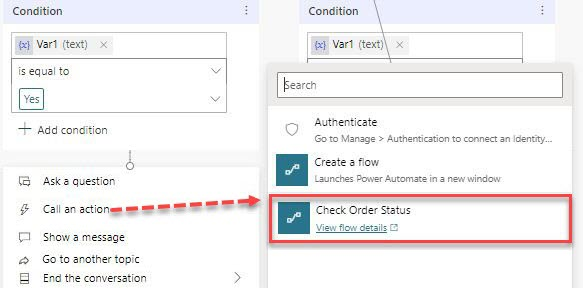 Condition
{x} Var1 (text) ×
is equal to
Yes
+ Add condition
Ask a question
Call an action
Show a message
Go to another topic
End the conversation
Condition
{x} Var1 (text) ×
Search
Authenticate
Go to Manage > Authentication to connect an Identity...
Create a flow
Launches Power Automate in a new window
Check Order Status
View flow details